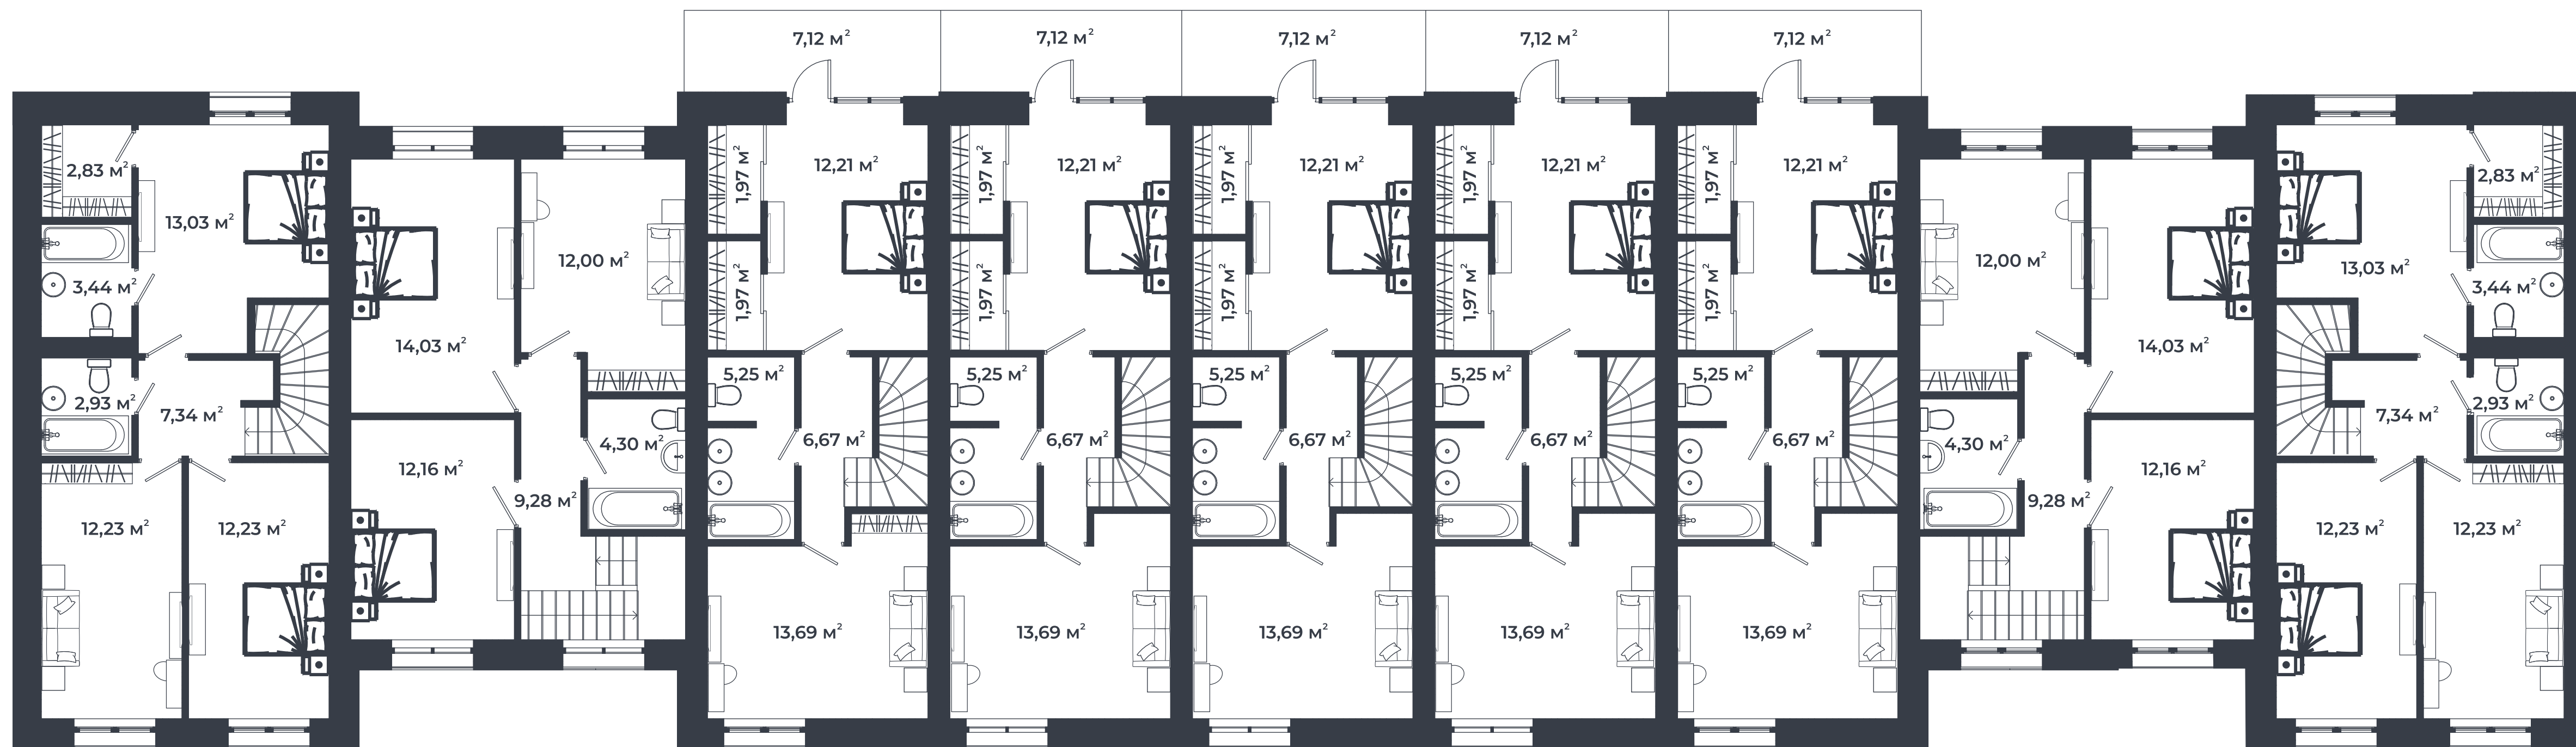 7,12 м²
7,12 м²
7,12 м²
7,12 м²
7,12 м²
2,83 м²
13,03 м²
3,44 м²
2,93 м²
7,34 м²
12,23 м²
12,23 м²
14,03 м²
12,00 м²
12,16 м²
9,28 м²
4,30 м²
1,97 м²
12,21 м²
1,97 м²
5,25 м²
6,67 м²
13,69 м²
1,97 м²
12,21 м²
1,97 м²
5,25 м²
6,67 м²
13,69 м²
1,97 м²
12,21 м²
1,97 м²
5,25 м²
6,67 м²
13,69 м²
1,97 м²
12,21 м²
1,97 м²
5,25 м²
6,67 м²
13,69 м²
1,97 м²
12,21 м²
1,97 м²
5,25 м²
6,67 м²
13,69 м²
12,00 м²
14,03 м²
4,30 м²
12,16 м²
9,28 м²
2,83 м²
13,03 м²
3,44 м²
2,93 м²
7,34 м²
12,23 м²
12,23 м²